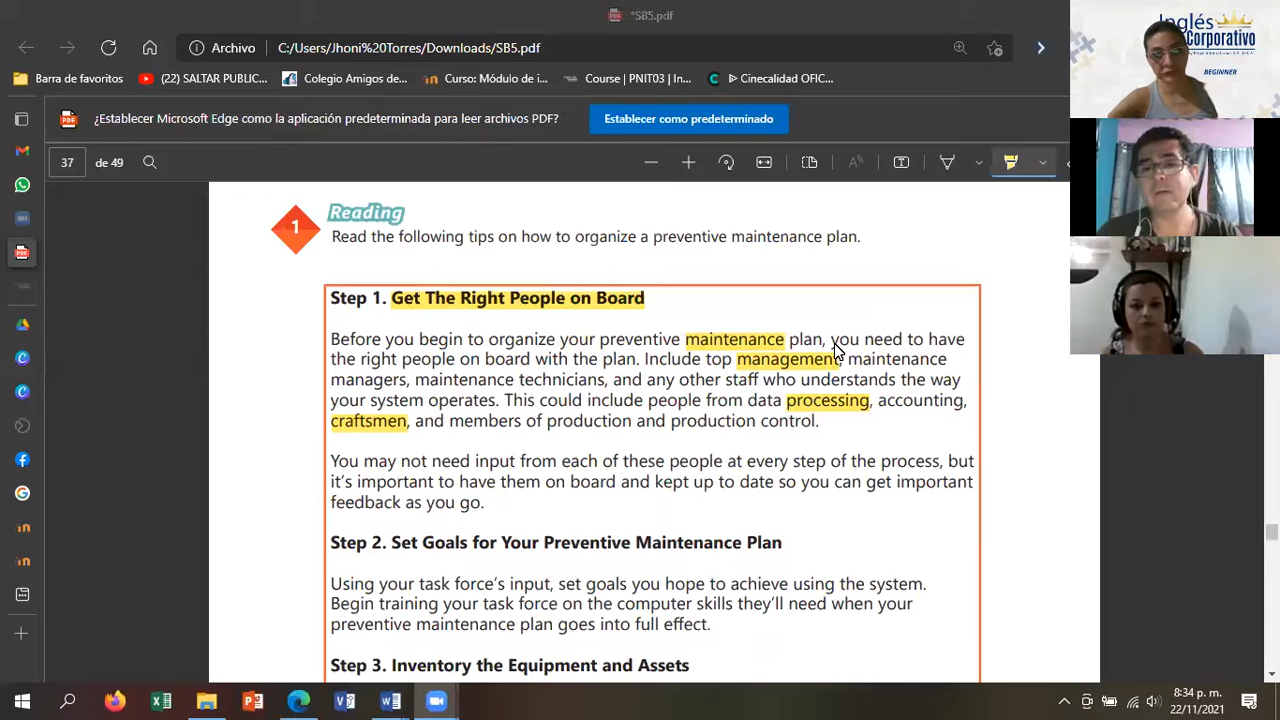 *SB5.pdf
Archivo C:/Users/Jhoni%20Torres/Downloads/SB5.pdf
Barra de favoritos (22) SALTAR PUBLIC... Colegio Amigos de... Curso: Módulo de i... Course | PNIT03 | In... ᐅ Cinecalidad OFIC...
¿Establecer Microsoft Edge como la aplicación predeterminada para leer archivos PDF? Establecer como predeterminado
37 de 49
Inglés
Corporativo
BEGINNER
1
Reading
Read the following tips on how to organize a preventive maintenance plan.
Step 1. Get The Right People on Board
Before you begin to organize your preventive maintenance plan, you need to have
the right people on board with the plan. Include top management, maintenance
managers, maintenance technicians, and any other staff who understands the way
your system operates. This could include people from data processing, accounting,
craftsmen, and members of production and production control.
You may not need input from each of these people at every step of the process, but
it's important to have them on board and kept up to date so you can get important
feedback as you go.
Step 2. Set Goals for Your Preventive Maintenance Plan
Using your task force's input, set goals you hope to achieve using the system.
Begin training your task force on the computer skills they'll need when your
preventive maintenance plan goes into full effect.
Step 3. Inventory the Equipment and Assets
8:34 p. m.
22/11/2021